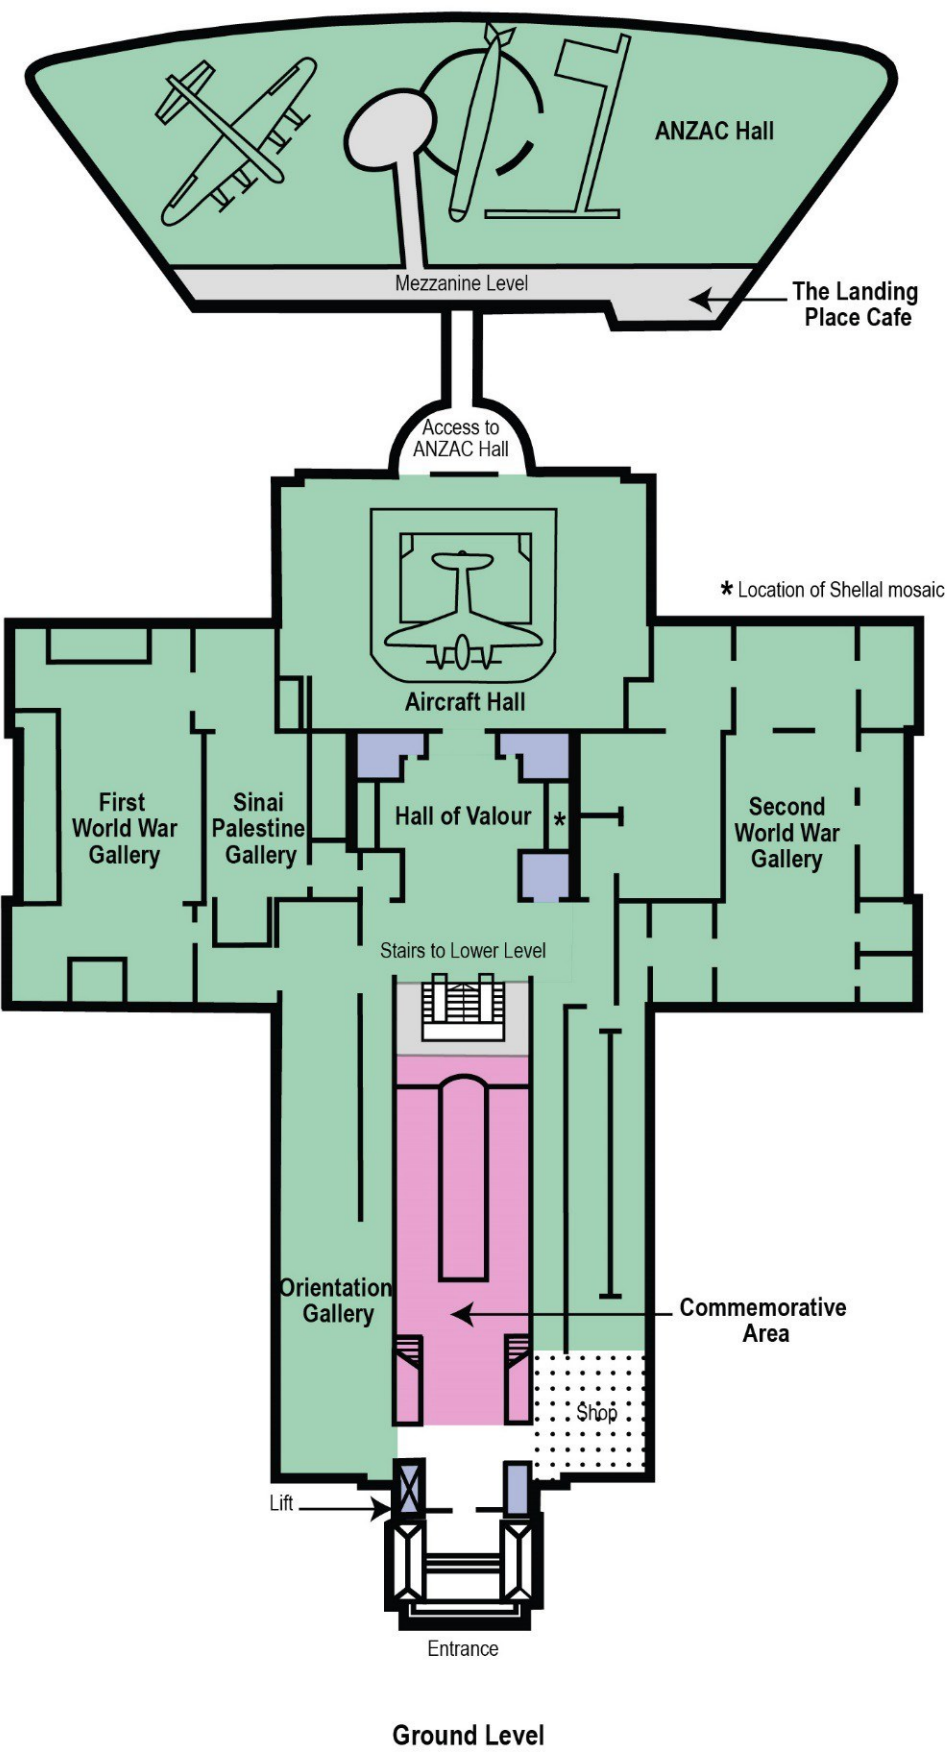 ANZAC Hall
Mezzanine Level
The Landing
Place Cafe
Access to
ANZAC Hall
* Location of Shellal mosaic
Aircraft Hall
First
World War
Gallery
Sinai
Palestine
Gallery
Hall of Valour
*
Second
World War
Gallery
Stairs to Lower Level
Orientation
Gallery
Commemorative
Area
Shop
Lift
Entrance
Ground Level